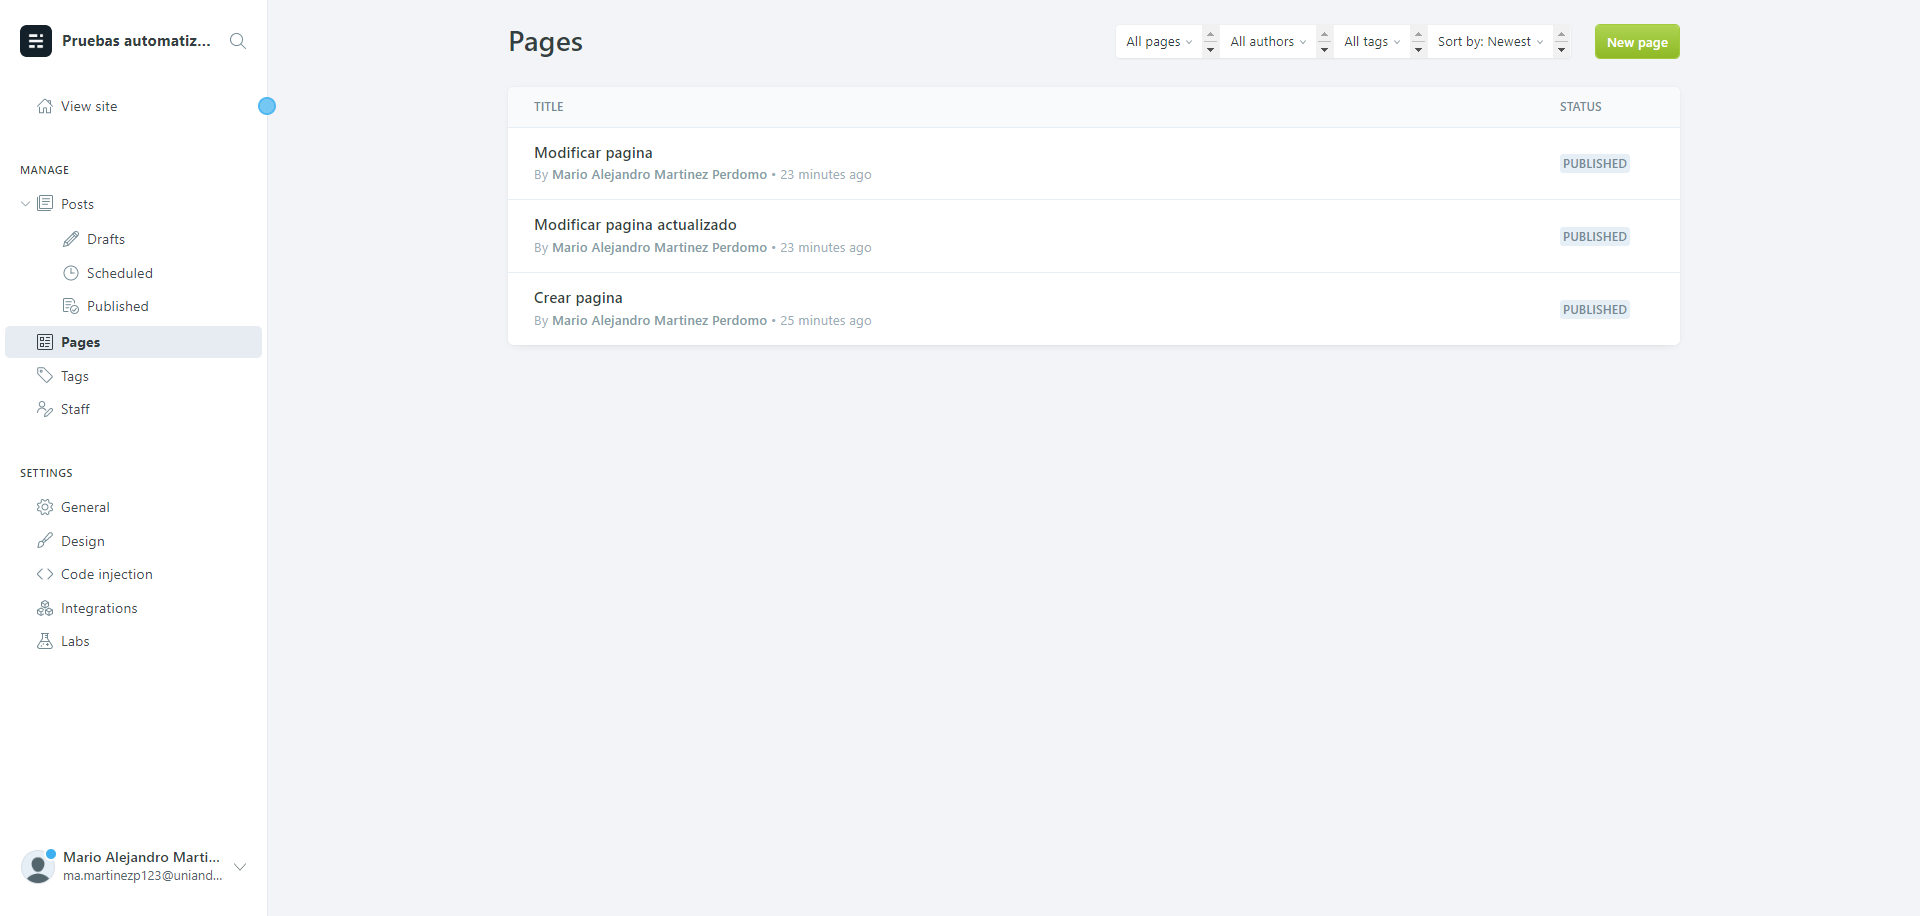 Pruebas automatiz...
View site
MANAGE
Posts
Drafts
Scheduled
Published
Pages
Tags
Staff
SETTINGS
General
Design
Code injection
Integrations
Labs
Mario Alejandro Marti...
ma.martinezp123@uniand...
Pages
All pages
All authors
All tags
Sort by: Newest
New page
TITLE STATUS
Modificar pagina
By Mario Alejandro Martinez Perdomo • 23 minutes ago
PUBLISHED
Modificar pagina actualizado
By Mario Alejandro Martinez Perdomo • 23 minutes ago
PUBLISHED
Crear pagina
By Mario Alejandro Martinez Perdomo • 25 minutes ago
PUBLISHED